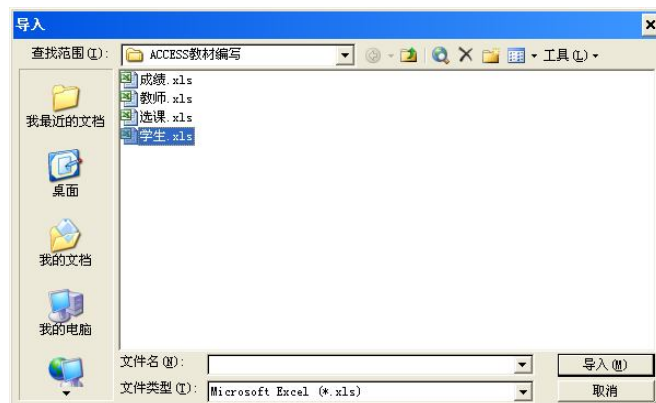 导入
查找范围(I):
ACCESS教材编写
工具(L)
成绩.xls
教师.xls
选课.xls
学生.xls
我最近的文档
桌面
我的文档
我的电脑
文件名(N):
导入(M)
文件类型(T):
Microsoft Excel (*.xls)
取消